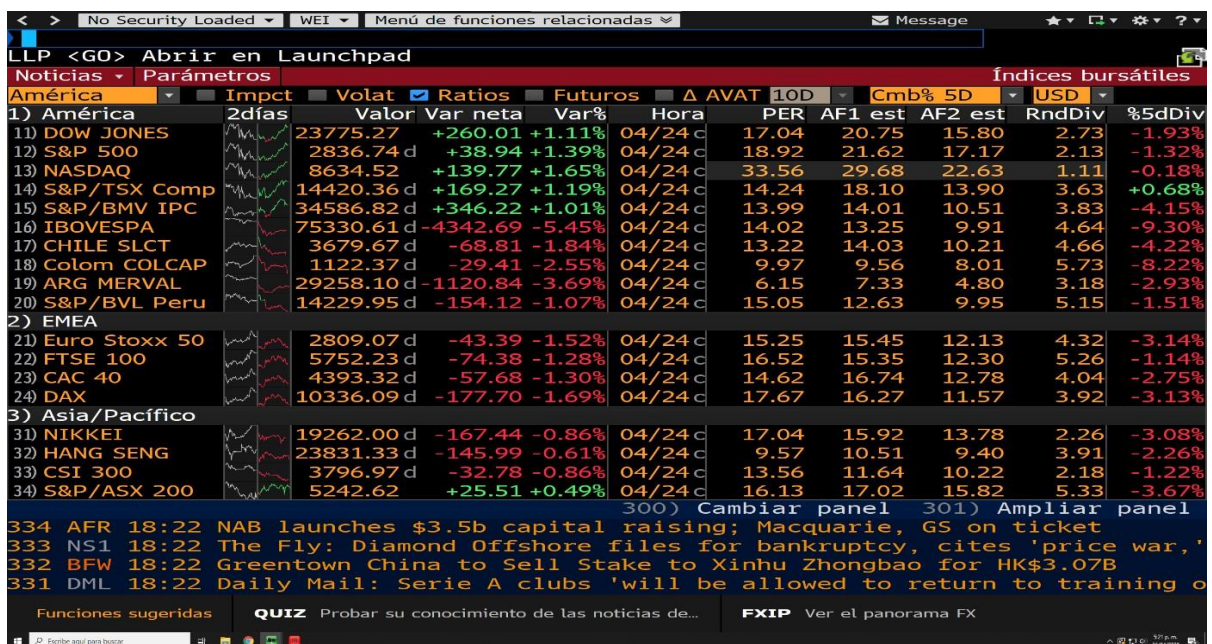 < > No Security Loaded WEI Menú de funciones relacionadas Message ?
LLP <GO> Abrir en Launchpad
Noticias Parámetros Índices bursátiles
América Impct Volat Ratios Futuros Δ AVAT 10D Cmb% 5D USD
1) América 2días Valor Var neta Var% Hora PER AF1 est AF2 est RndDiv %5dDiv
11) DOW JONES 23775.27 +260.01 +1.11% 04/24 c 17.04 20.75 15.80 2.73 -1.93%
12) S&P 500 2836.74 d +38.94 +1.39% 04/24 c 18.92 21.62 17.17 2.13 -1.32%
13) NASDAQ 8634.52 +139.77 +1.65% 04/24 c 33.56 29.68 22.63 1.11 -0.18%
14) S&P/TSX Comp 14420.36 d +169.27 +1.19% 04/24 c 14.24 18.10 13.90 3.63 +0.68%
15) S&P/BMV IPC 34586.82 d +346.22 +1.01% 04/24 c 13.99 14.01 10.51 3.83 -4.15%
16) IBOVESPA 75330.61 d -4342.69 -5.45% 04/24 c 14.02 13.25 9.91 4.64 -9.30%
17) CHILE SLCT 3679.67 d -68.81 -1.84% 04/24 c 13.22 14.03 10.21 4.66 -4.22%
18) Colom COLCAP 1122.37 d -29.41 -2.55% 04/24 c 9.97 9.56 8.01 5.73 -8.22%
19) ARG MERVAL 29258.10 d -1120.84 -3.69% 04/24 c 6.15 7.33 4.80 3.18 -2.93%
20) S&P/BVL Peru 14229.95 d -154.12 -1.07% 04/24 c 15.05 12.63 9.95 5.15 -1.51%
2) EMEA
21) Euro Stoxx 50 2809.07 d -43.39 -1.52% 04/24 c 15.25 15.45 12.13 4.32 -3.14%
22) FTSE 100 5752.23 d -74.38 -1.28% 04/24 c 16.52 15.35 12.30 5.26 -1.14%
23) CAC 40 4393.32 d -57.68 -1.30% 04/24 c 14.62 16.74 12.78 4.04 -2.75%
24) DAX 10336.09 d -177.70 -1.69% 04/24 c 17.67 16.27 11.57 3.92 -3.13%
3) Asia/Pacífico
31) NIKKEI 19262.00 d -167.44 -0.86% 04/24 c 17.04 15.92 13.78 2.26 -3.08%
32) HANG SENG 23831.33 d -145.99 -0.61% 04/24 c 9.57 10.51 9.40 3.91 -2.26%
33) CSI 300 3796.97 d -32.78 -0.86% 04/24 c 13.56 11.64 10.22 2.18 -1.22%
34) S&P/ASX 200 5242.62 +25.51 +0.49% 04/24 c 16.13 17.02 15.82 5.33 -3.67%
300) Cambiar panel 301) Ampliar panel
334 AFR 18:22 NAB launches $3.5b capital raising; Macquarie, GS on ticket
333 NS1 18:22 The Fly: Diamond Offshore files for bankruptcy, cites 'price war,'
332 BFW 18:22 Greentown China to Sell Stake to Xinhu Zhongbao for HK$3.07B
331 DML 18:22 Daily Mail: Serie A clubs 'will be allowed to return to training o
Funciones sugeridas QUIZ Probar su conocimiento de las noticias de... FXIP Ver el panorama FX
Escribe aquí para buscar